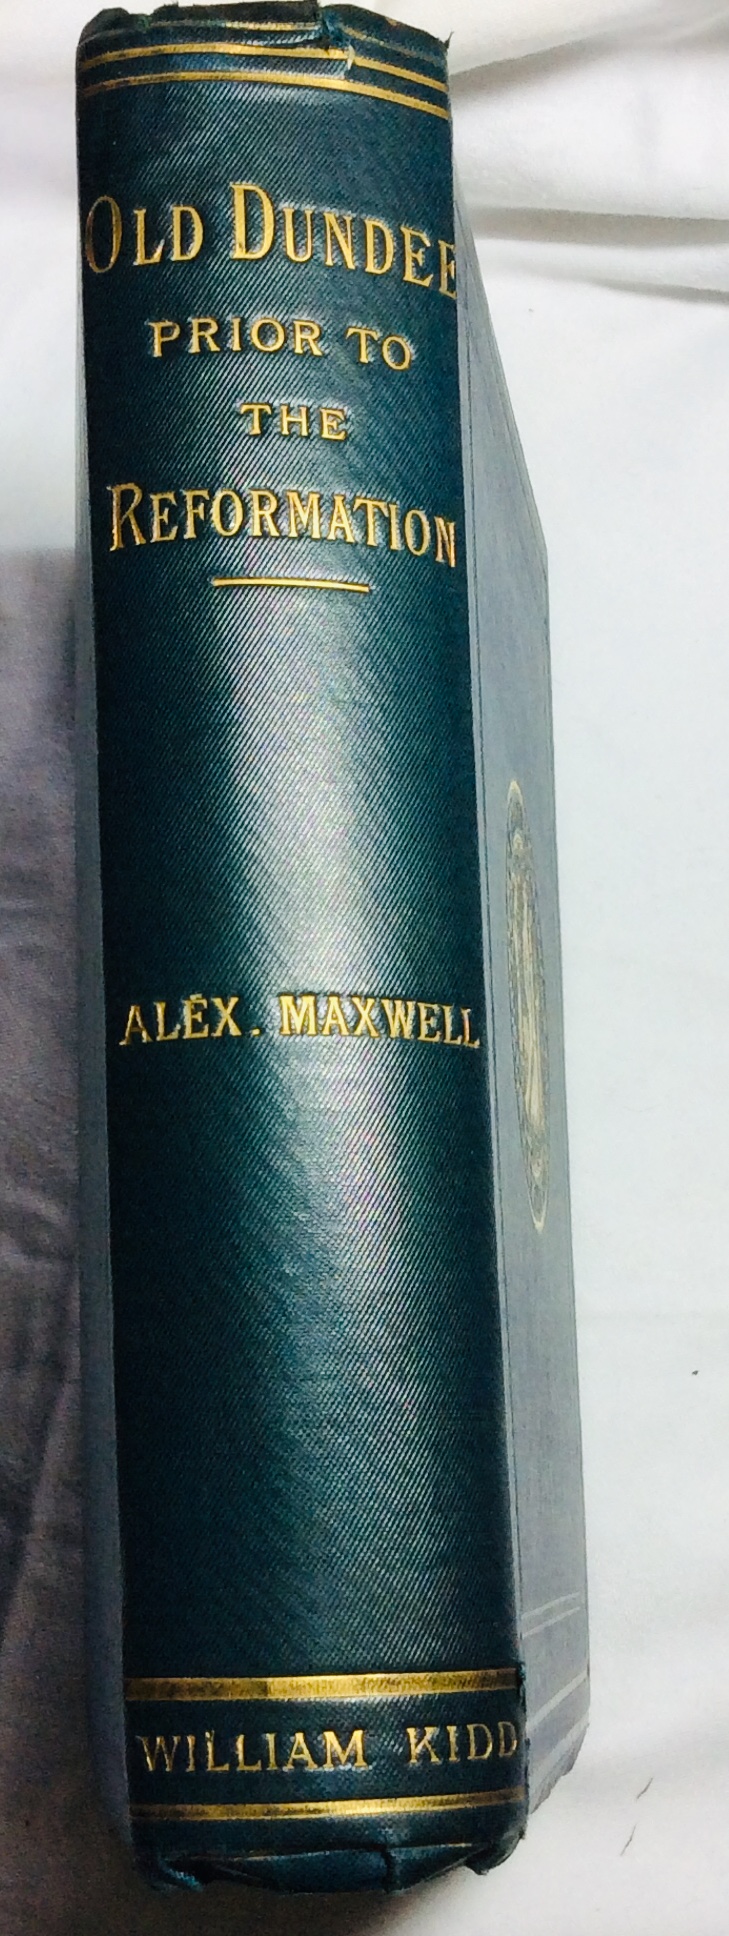 OLD DUNDEE
PRIOR TO
THE
REFORMATION
ALEX. MAXWELL
WILLIAM KIDD